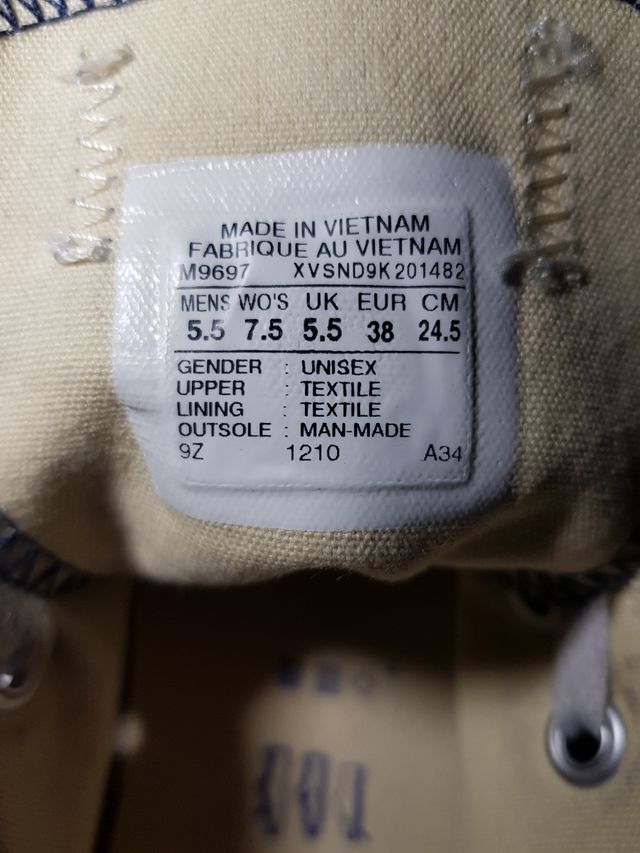 MADE IN VIETNAM
FABRIQUE AU VIETNAM
M9697 XVSND9K201482
MENS WO'S UK EUR CM
5.5 7.5 5.5 38 24.5
GENDER : UNISEX
UPPER : TEXTILE
LINING : TEXTILE
OUTSOLE : MAN-MADE
9Z 1210 A34